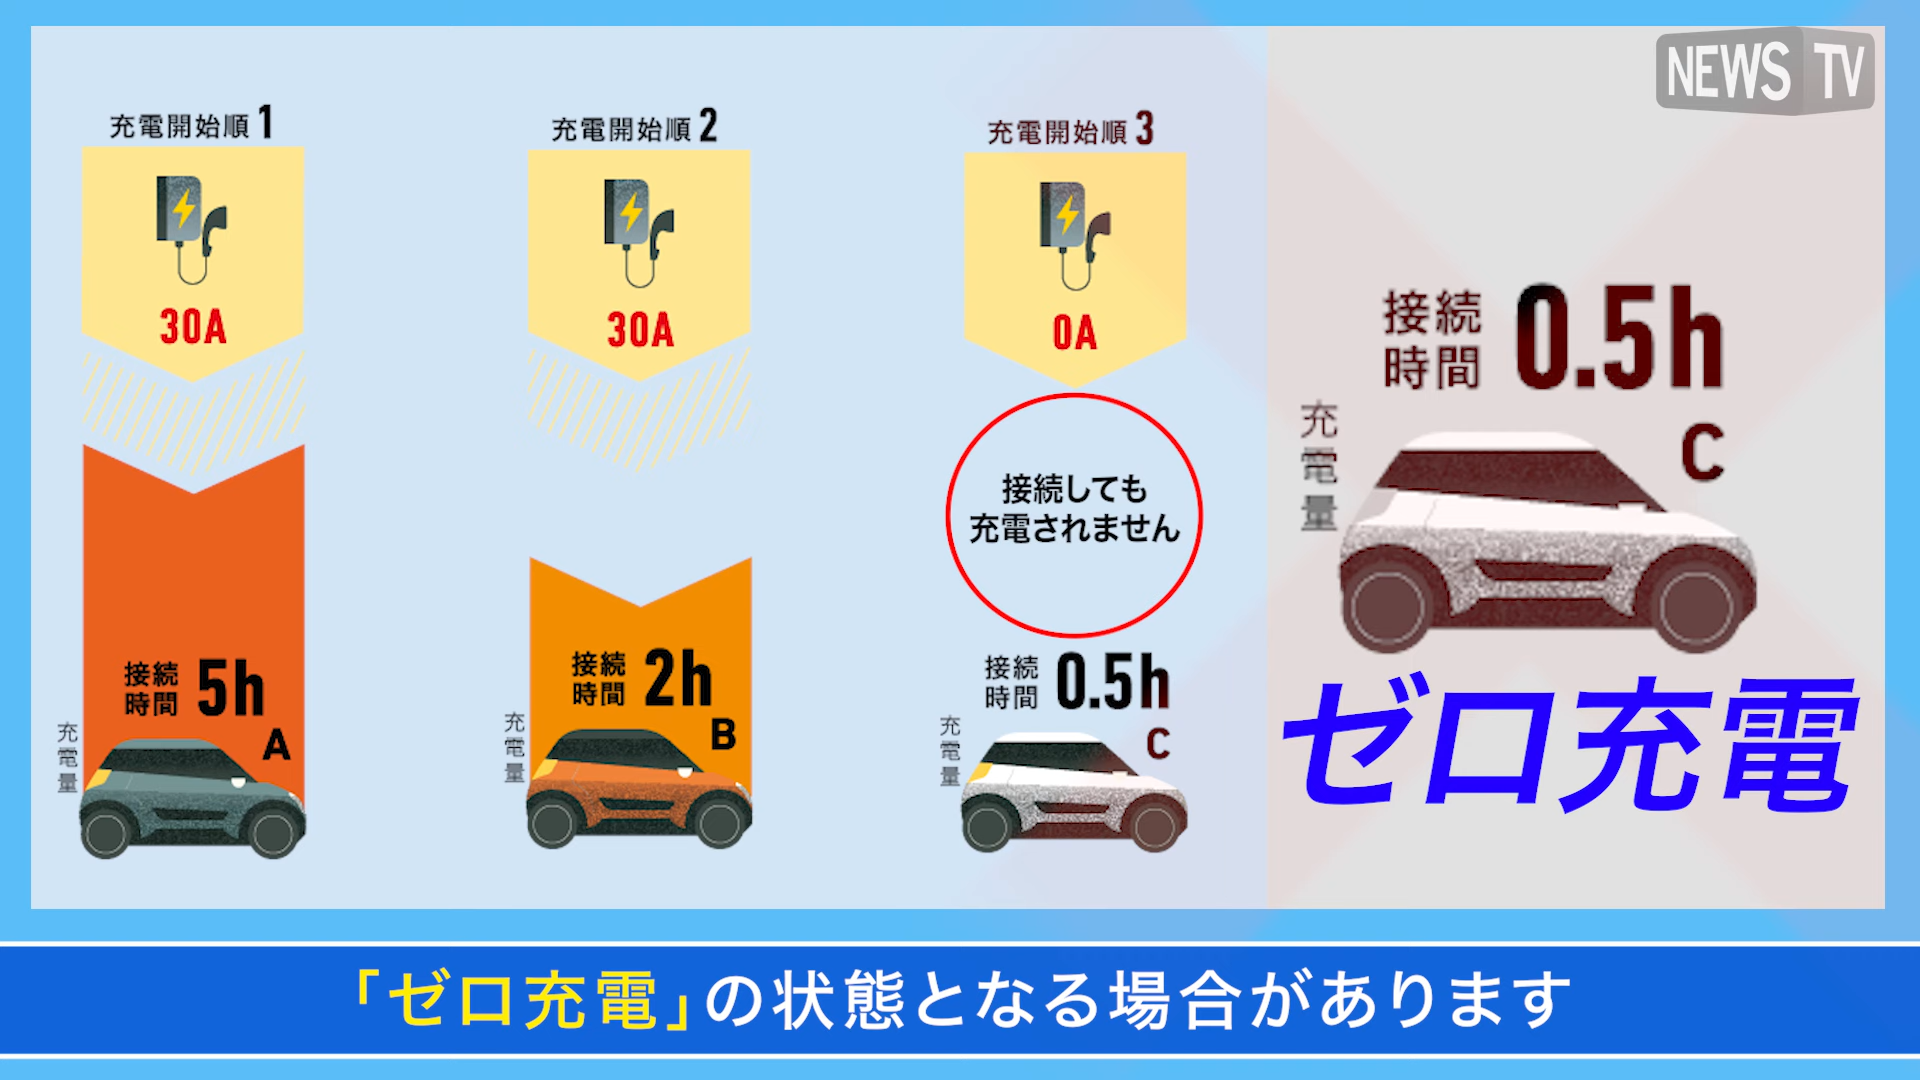 NEWS TV
充電開始順 1
30A
接続
時間 5h
充電量
A
充電開始順 2
30A
接続
時間 2h
充電量
B
充電開始順 3
0A
接続しても
充電されません
接続
時間 0.5h
充電量
C
接続
時間 0.5h
充電量
C
ゼロ充電
「ゼロ充電」の状態となる場合があります